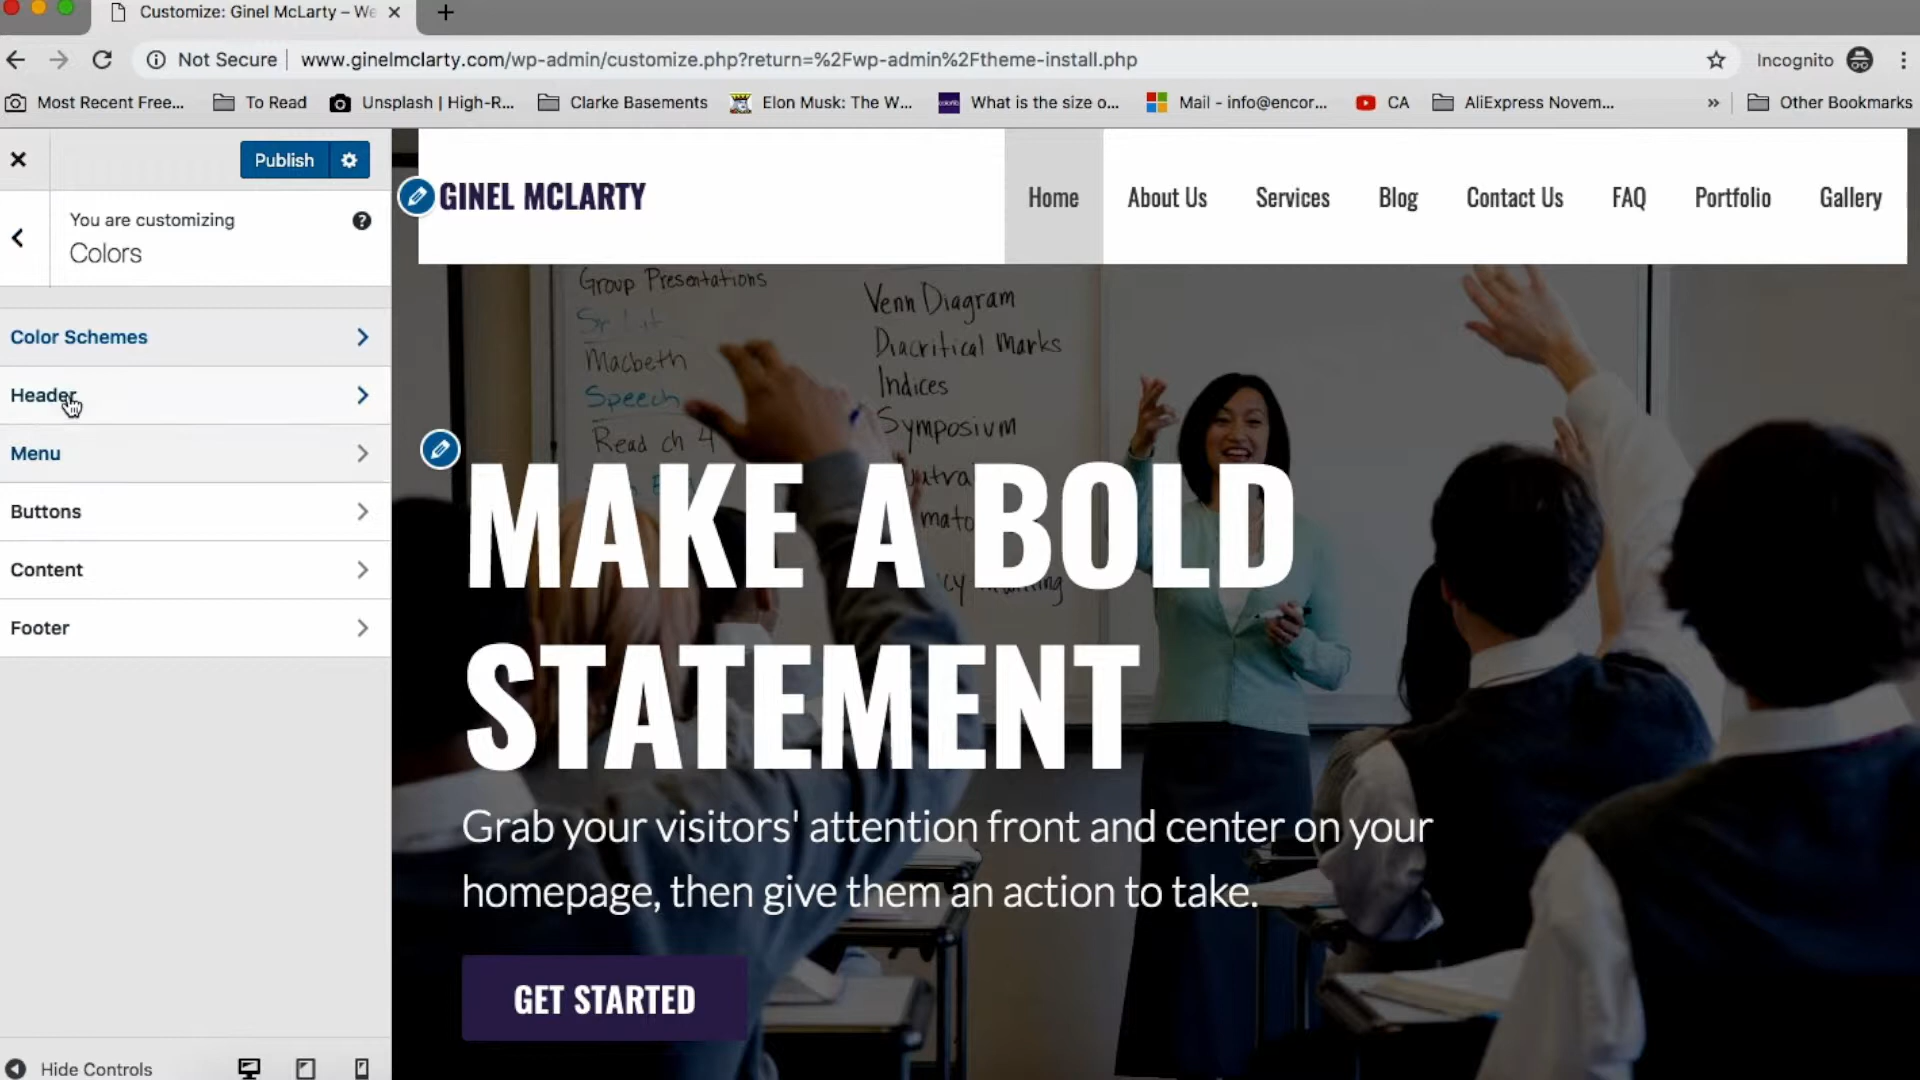 Customize: Ginel McLarty – We
Not Secure
www.ginelmclarty.com/wp-admin/customize.php?return=%2Fwp-admin%2Ftheme-install.php
Incognito
Most Recent Free...
To Read
Unsplash | High-R...
Clarke Basements
Elon Musk: The W...
What is the size o...
Mail - info@encor...
CA
AliExpress Novem...
»
Other Bookmarks
Publish
You are customizing
Colors
Color Schemes
Header
Menu
Buttons
Content
Footer
Hide Controls
GINEL MCLARTY
Home
About Us
Services
Blog
Contact Us
FAQ
Portfolio
Gallery
Group Presentations
Sr Lit
Macbeth
Speech
Read ch 4
Venn Diagram
Diacritical Marks
Indices
Symposium
MAKE A BOLD
STATEMENT
Grab your visitors' attention front and center on your
homepage, then give them an action to take.
GET STARTED